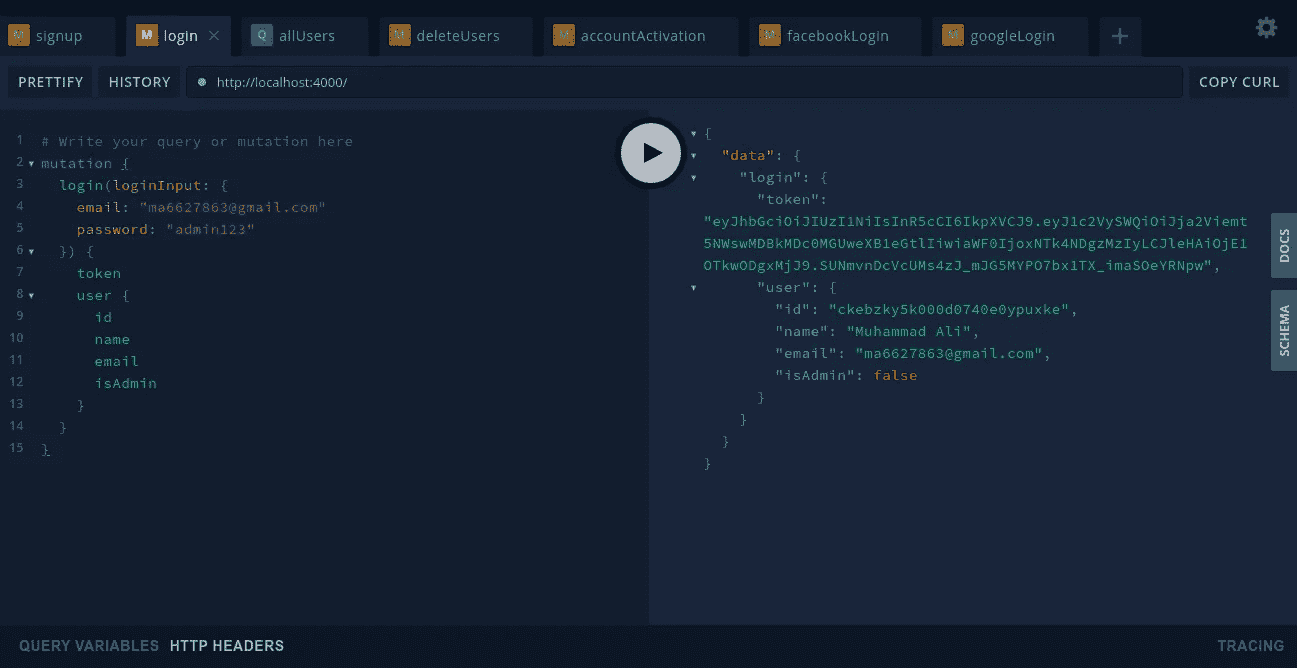 M signup M login × Q allUsers M deleteUsers M accountActivation M facebookLogin M googleLogin +
PRETTIFY HISTORY http://localhost:4000/ COPY CURL
1 # Write your query or mutation here
2 mutation {
3 login(loginInput: {
4 email: "ma6627863@gmail.com"
5 password: "admin123"
6 }) {
7 token
8 user {
9 id
10 name
11 email
12 isAdmin
13 }
14 }
15 }
{
"data": {
"login": {
"token":
"eyJhbGciOiJIUzI1NiIsInR5cCI6IkpXVCJ9.eyJ1c2VySWQiOiJja2Viemt
5NWswMDBkMDc0MGUweXB1eGtlIiwiaWF0IjoxNTk4NDgzMzIyLCJleHAiOjE1
OTkwODgxMjJ9.SUNmvnDcVcUMs4zJ_mJG5MYPO7bx1TX_imaSOeYRNpw",
"user": {
"id": "ckebzky5k000d0740e0ypuxke",
"name": "Muhammad Ali",
"email": "ma6627863@gmail.com",
"isAdmin": false
}
}
}
}
DOCS
SCHEMA
QUERY VARIABLES HTTP HEADERS TRACING